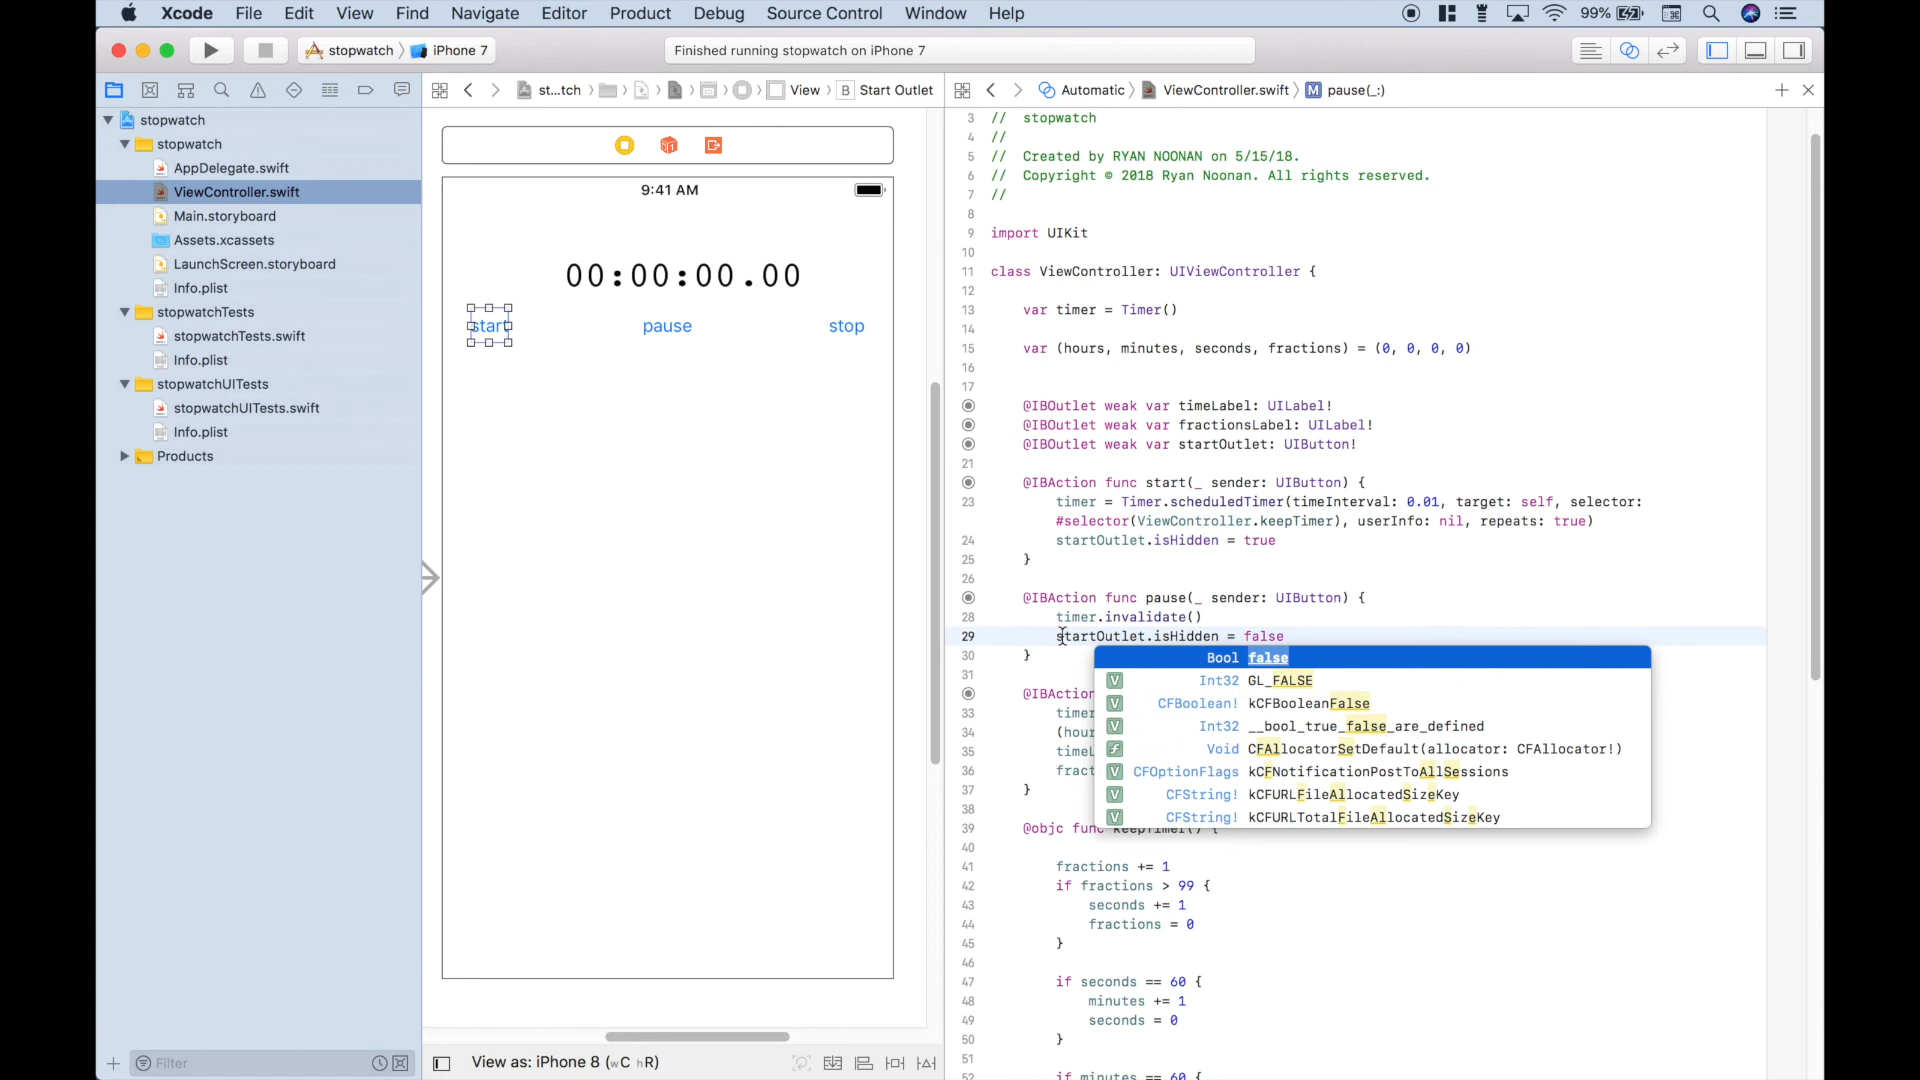 Xcode File Edit View Find Navigate Editor Product Debug Source Control Window Help 99%
stopwatch iPhone 7
Finished running stopwatch on iPhone 7
st...tch View B Start Outlet
Automatic ViewController.swift M pause(_:)
stopwatch
stopwatch
AppDelegate.swift
ViewController.swift
Main.storyboard
Assets.xcassets
LaunchScreen.storyboard
Info.plist
stopwatchTests
stopwatchTests.swift
Info.plist
stopwatchUITests
stopwatchUITests.swift
Info.plist
Products
Filter
9:41 AM
00:00:00.00
start pause stop
View as: iPhone 8 (wC hR)
3 // stopwatch
4 //
5 // Created by RYAN NOONAN on 5/15/18.
6 // Copyright © 2018 Ryan Noonan. All rights reserved.
7 //
8
9 import UIKit
10
11 class ViewController: UIViewController {
12
13 var timer = Timer()
14
15 var (hours, minutes, seconds, fractions) = (0, 0, 0, 0)
16
17
@IBOutlet weak var timeLabel: UILabel!
@IBOutlet weak var fractionsLabel: UILabel!
@IBOutlet weak var startOutlet: UIButton!
21
@IBAction func start(_ sender: UIButton) {
23 timer = Timer.scheduledTimer(timeInterval: 0.01, target: self, selector:
#selector(ViewController.keepTimer), userInfo: nil, repeats: true)
24 startOutlet.isHidden = true
25 }
26
@IBAction func pause(_ sender: UIButton) {
28 timer.invalidate()
29 startOutlet.isHidden = false
30 }
31
@IBAction
33 timer
34 (hour
35 timeL
36 fract
37 }
38
39 @objc func keepTimer() {
40
41 fractions += 1
42 if fractions > 99 {
43 seconds += 1
44 fractions = 0
45 }
46
47 if seconds == 60 {
48 minutes += 1
49 seconds = 0
50 }
51
52 if minutes == 60 {
Bool false
V Int32 GL_FALSE
V CFBoolean! kCFBooleanFalse
V Int32 __bool_true_false_are_defined
f Void CFAllocatorSetDefault(allocator: CFAllocator!)
V CFOptionFlags kCFNotificationPostToAllSessions
V CFString! kCFURLFileAllocatedSizeKey
V CFString! kCFURLTotalFileAllocatedSizeKey